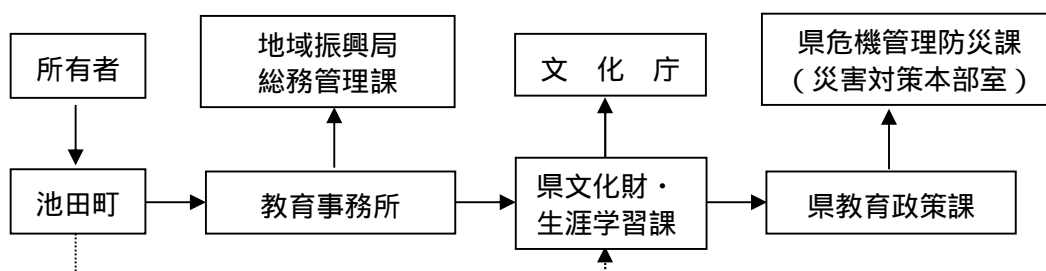 所有者
地域振興局
総務管理課
文　化　庁
県危機管理防災課
（災害対策本部室）
池田町
教育事務所
県文化財・
生涯学習課
県教育政策課